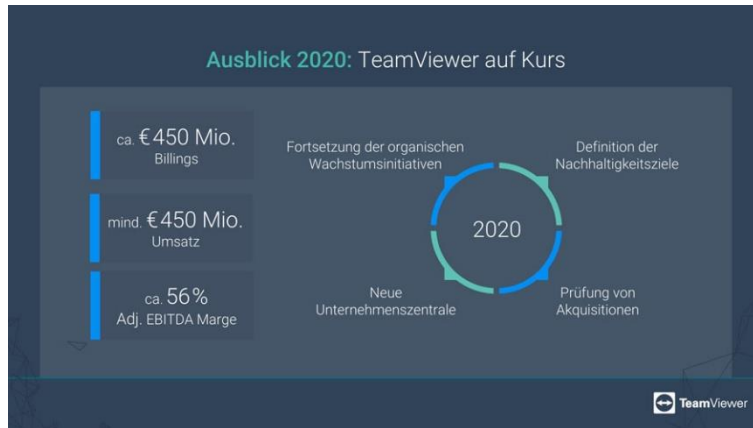 Ausblick 2020: TeamViewer auf Kurs
ca. €450 Mio.
Billings
mind. €450 Mio.
Umsatz
ca. 56%
Adj. EBITDA Marge
Fortsetzung der organischen
Wachstumsinitiativen
Definition der
Nachhaltigkeitsziele
2020
Neue
Unternehmenszentrale
Prüfung von
Akquisitionen
TeamViewer